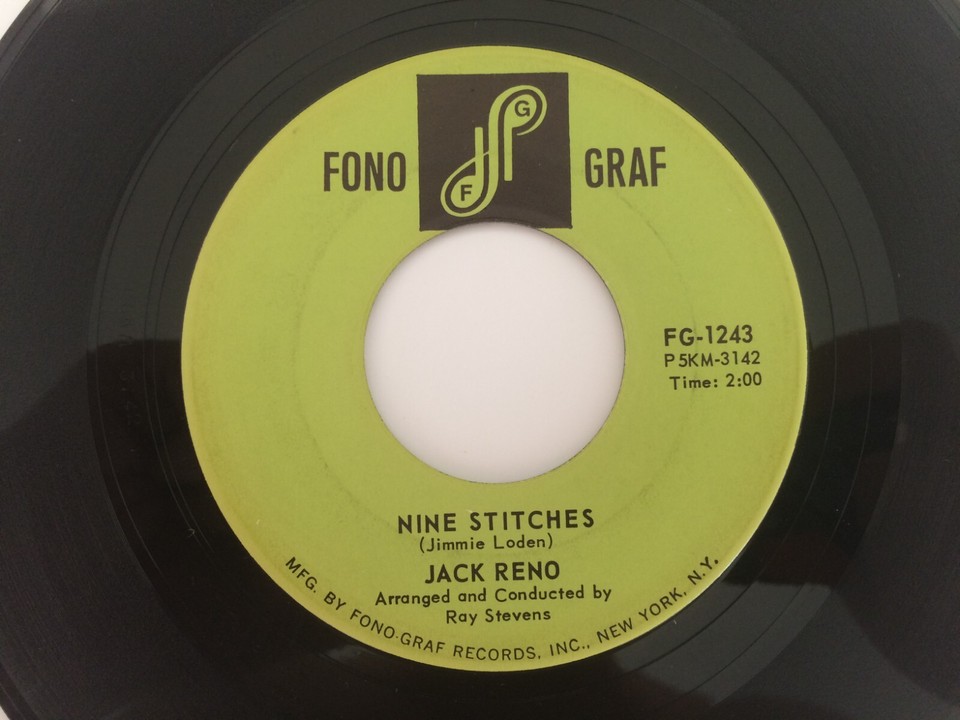 FONO GRAF
G
F
FG-1243
P5KM-3142
Time: 2:00
NINE STITCHES
(Jimmie Loden)
JACK RENO
Arranged and Conducted by
Ray Stevens
MFG. BY FONO-GRAF RECORDS, INC., NEW YORK, N.Y.